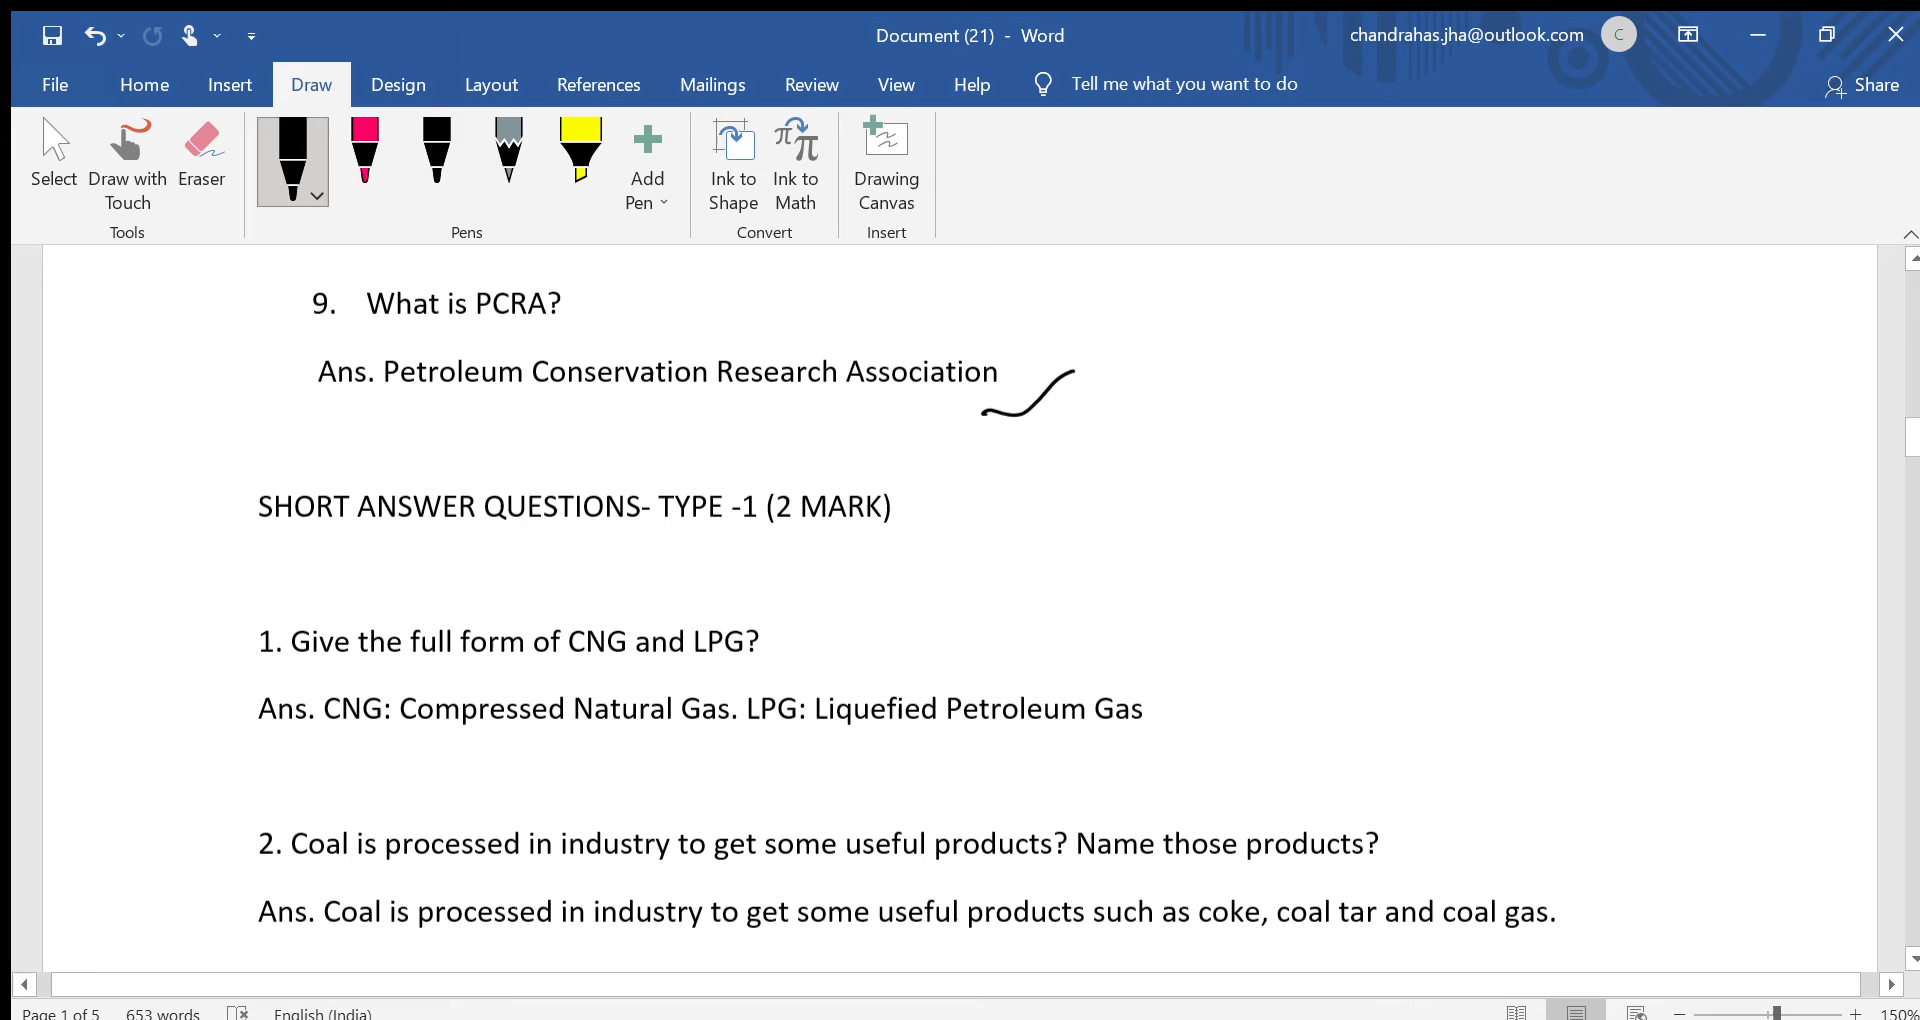 Document (21) - Word
chandrahas.jha@outlook.com
C
File Home Insert Draw Design Layout References Mailings Review View Help Tell me what you want to do Share
Select Draw with Touch Eraser
Tools
Add Pen
Pens
Ink to Shape Ink to Math
Convert
Drawing Canvas
Insert
9. What is PCRA?
Ans. Petroleum Conservation Research Association
SHORT ANSWER QUESTIONS- TYPE -1 (2 MARK)
1. Give the full form of CNG and LPG?
Ans. CNG: Compressed Natural Gas. LPG: Liquefied Petroleum Gas
2. Coal is processed in industry to get some useful products? Name those products?
Ans. Coal is processed in industry to get some useful products such as coke, coal tar and coal gas.
Page 1 of 5 653 words English (India) 150%